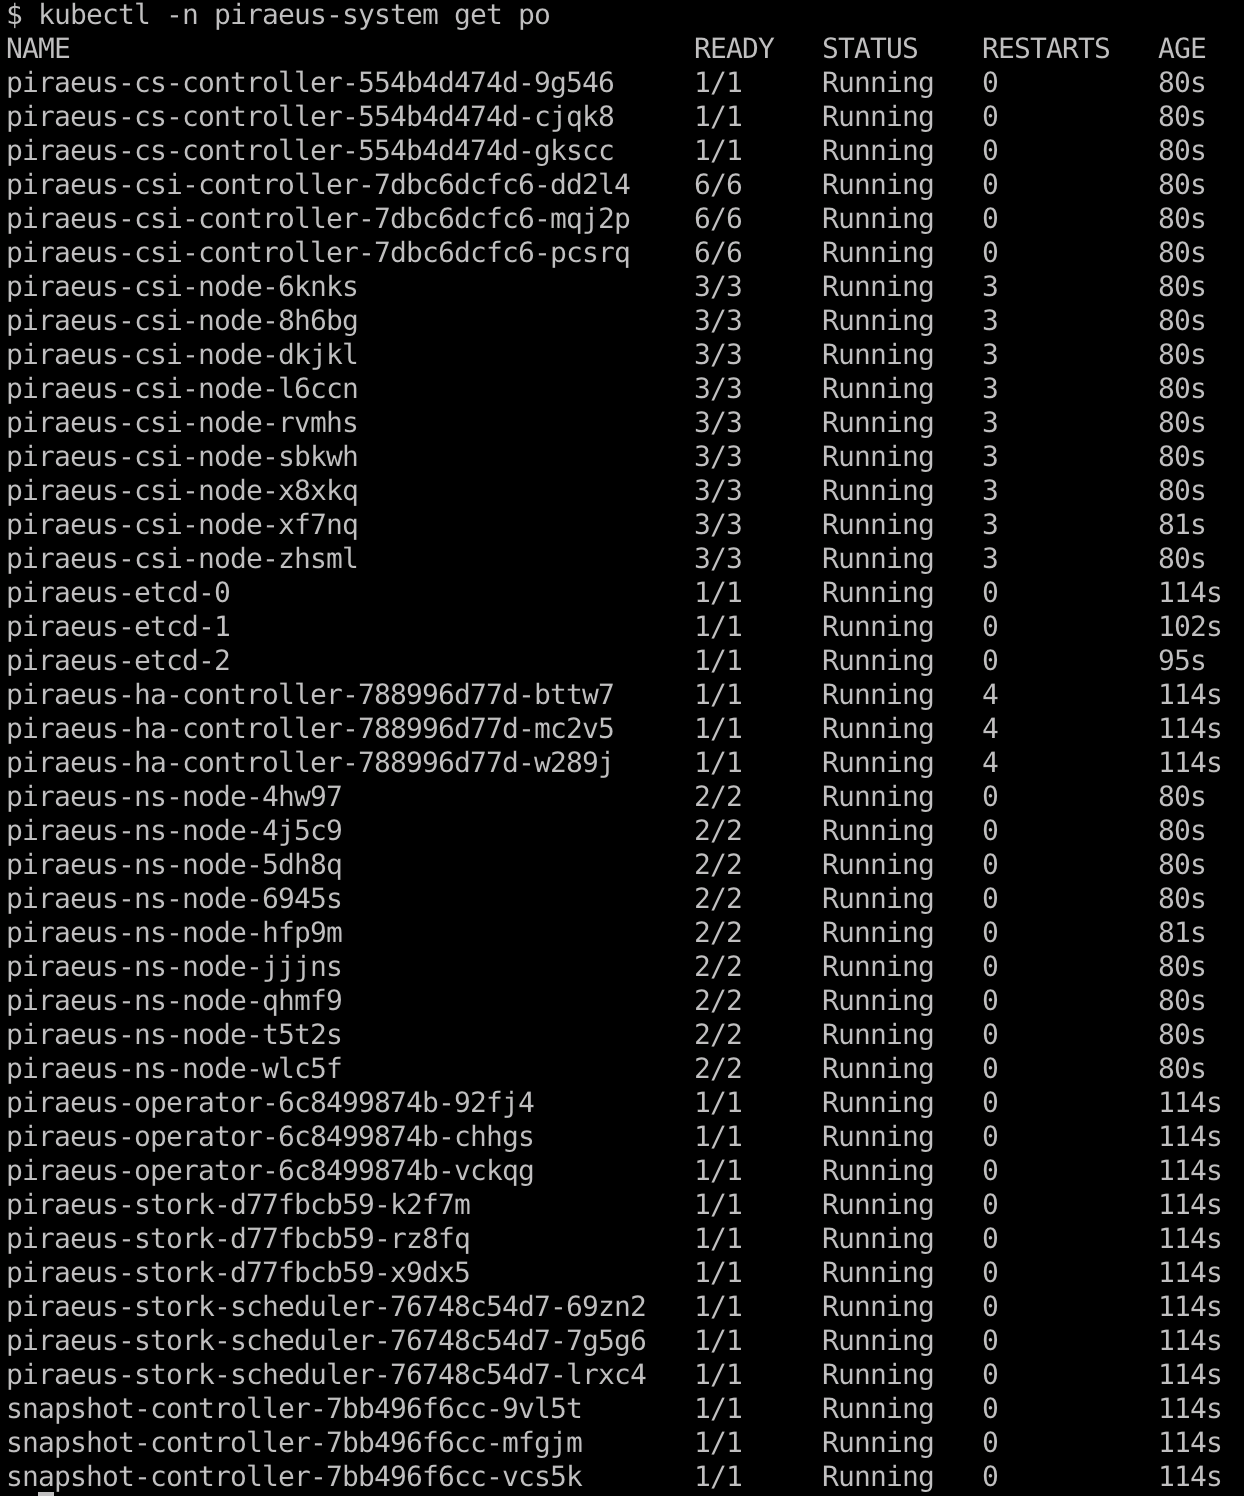 $ kubectl -n piraeus-system get po
NAME                                       READY   STATUS    RESTARTS   AGE
piraeus-cs-controller-554b4d474d-9g546     1/1     Running   0          80s
piraeus-cs-controller-554b4d474d-cjqk8     1/1     Running   0          80s
piraeus-cs-controller-554b4d474d-gkscc     1/1     Running   0          80s
piraeus-csi-controller-7dbc6dcfc6-dd2l4    6/6     Running   0          80s
piraeus-csi-controller-7dbc6dcfc6-mqj2p    6/6     Running   0          80s
piraeus-csi-controller-7dbc6dcfc6-pcsrq    6/6     Running   0          80s
piraeus-csi-node-6knks                     3/3     Running   3          80s
piraeus-csi-node-8h6bg                     3/3     Running   3          80s
piraeus-csi-node-dkjkl                     3/3     Running   3          80s
piraeus-csi-node-l6ccn                     3/3     Running   3          80s
piraeus-csi-node-rvmhs                     3/3     Running   3          80s
piraeus-csi-node-sbkwh                     3/3     Running   3          80s
piraeus-csi-node-x8xkq                     3/3     Running   3          80s
piraeus-csi-node-xf7nq                     3/3     Running   3          81s
piraeus-csi-node-zhsml                     3/3     Running   3          80s
piraeus-etcd-0                             1/1     Running   0          114s
piraeus-etcd-1                             1/1     Running   0          102s
piraeus-etcd-2                             1/1     Running   0          95s
piraeus-ha-controller-788996d77d-bttw7     1/1     Running   4          114s
piraeus-ha-controller-788996d77d-mc2v5     1/1     Running   4          114s
piraeus-ha-controller-788996d77d-w289j     1/1     Running   4          114s
piraeus-ns-node-4hw97                      2/2     Running   0          80s
piraeus-ns-node-4j5c9                      2/2     Running   0          80s
piraeus-ns-node-5dh8q                      2/2     Running   0          80s
piraeus-ns-node-6945s                      2/2     Running   0          80s
piraeus-ns-node-hfp9m                      2/2     Running   0          81s
piraeus-ns-node-jjjns                      2/2     Running   0          80s
piraeus-ns-node-qhmf9                      2/2     Running   0          80s
piraeus-ns-node-t5t2s                      2/2     Running   0          80s
piraeus-ns-node-wlc5f                      2/2     Running   0          80s
piraeus-operator-6c8499874b-92fj4          1/1     Running   0          114s
piraeus-operator-6c8499874b-chhgs          1/1     Running   0          114s
piraeus-operator-6c8499874b-vckqg          1/1     Running   0          114s
piraeus-stork-d77fbcb59-k2f7m              1/1     Running   0          114s
piraeus-stork-d77fbcb59-rz8fq              1/1     Running   0          114s
piraeus-stork-d77fbcb59-x9dx5              1/1     Running   0          114s
piraeus-stork-scheduler-76748c54d7-69zn2   1/1     Running   0          114s
piraeus-stork-scheduler-76748c54d7-7g5g6   1/1     Running   0          114s
piraeus-stork-scheduler-76748c54d7-lrxc4   1/1     Running   0          114s
snapshot-controller-7bb496f6cc-9vl5t       1/1     Running   0          114s
snapshot-controller-7bb496f6cc-mfgjm       1/1     Running   0          114s
snapshot-controller-7bb496f6cc-vcs5k       1/1     Running   0          114s